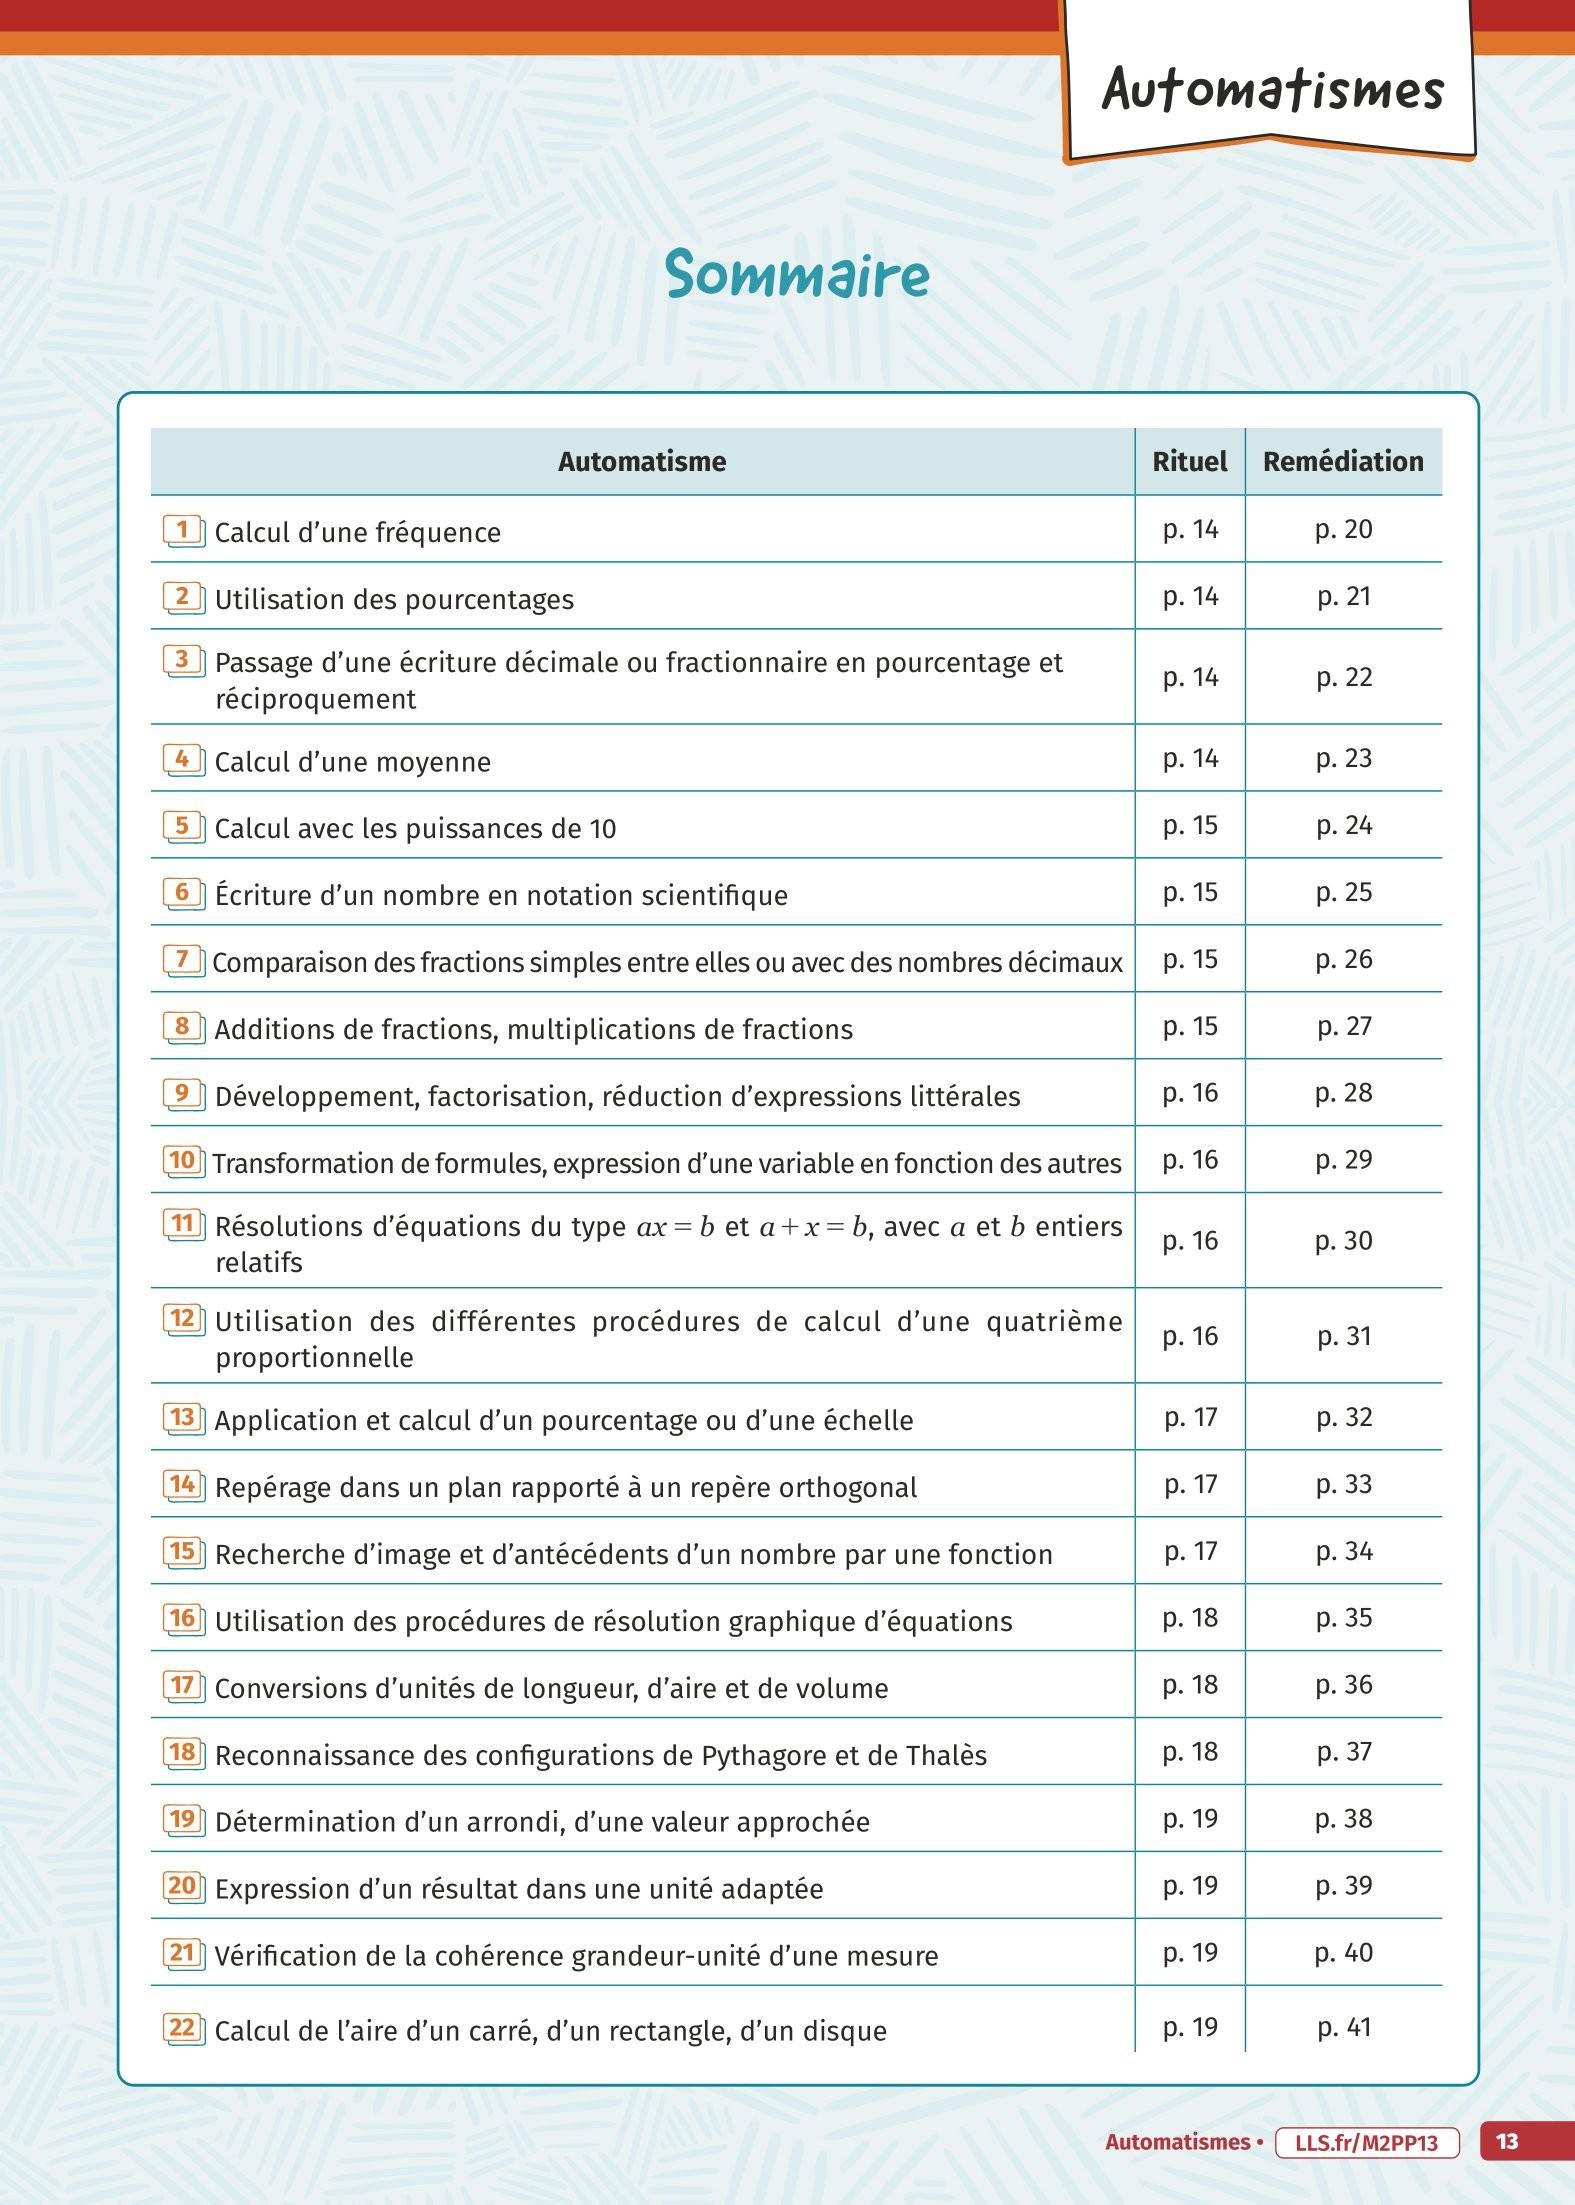 Automatismes
Sommaire
Automatisme Rituel Remédiation
1 Calcul d’une fréquence p. 14 p. 20
2 Utilisation des pourcentages p. 14 p. 21
3 Passage d’une écriture décimale ou fractionnaire en pourcentage et
réciproquement p. 14 p. 22
4 Calcul d’une moyenne p. 14 p. 23
5 Calcul avec les puissances de 10 p. 15 p. 24
6 Écriture d’un nombre en notation scientifique p. 15 p. 25
7 Comparaison des fractions simples entre elles ou avec des nombres décimaux p. 15 p. 26
8 Additions de fractions, multiplications de fractions p. 15 p. 27
9 Développement, factorisation, réduction d’expressions littérales p. 16 p. 28
10 Transformation de formules, expression d’une variable en fonction des autres p. 16 p. 29
11 Résolutions d’équations du type ax = b et a + x = b, avec a et b entiers
relatifs p. 16 p. 30
12 Utilisation des différentes procédures de calcul d’une quatrième
proportionnelle p. 16 p. 31
13 Application et calcul d’un pourcentage ou d’une échelle p. 17 p. 32
14 Repérage dans un plan rapporté à un repère orthogonal p. 17 p. 33
15 Recherche d’image et d’antécédents d’un nombre par une fonction p. 17 p. 34
16 Utilisation des procédures de résolution graphique d’équations p. 18 p. 35
17 Conversions d’unités de longueur, d’aire et de volume p. 18 p. 36
18 Reconnaissance des configurations de Pythagore et de Thalès p. 18 p. 37
19 Détermination d’un arrondi, d’une valeur approchée p. 19 p. 38
20 Expression d’un résultat dans une unité adaptée p. 19 p. 39
21 Vérification de la cohérence grandeur-unité d’une mesure p. 19 p. 40
22 Calcul de l’aire d’un carré, d’un rectangle, d’un disque p. 19 p. 41
Automatismes • LLS.fr/M2PP13 13